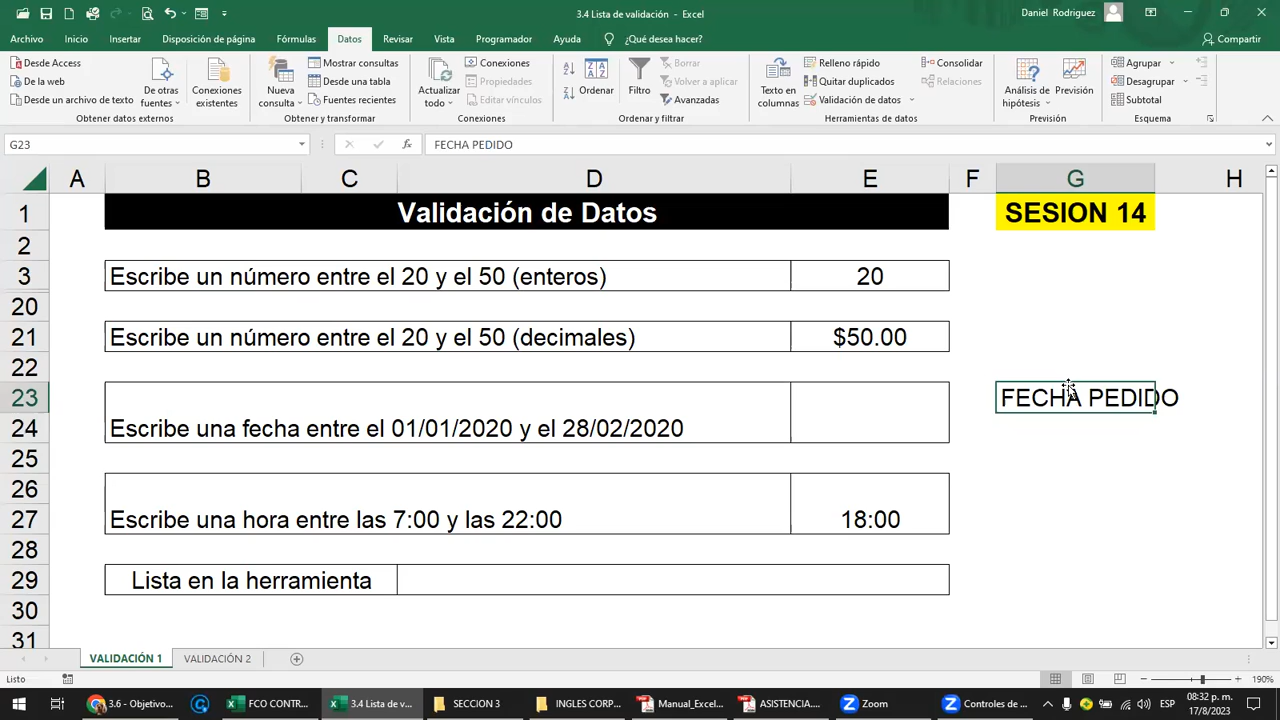 3.4 Lista de validación - Excel
Daniel Rodriguez
Archivo Inicio Insertar Disposición de página Fórmulas Datos Revisar Vista Programador Ayuda ¿Qué desea hacer? Compartir
Desde Access
De la web
Desde un archivo de texto
De otras fuentes
Conexiones existentes
Obtener datos externos
Nueva consulta
Mostrar consultas
Desde una tabla
Fuentes recientes
Obtener y transformar
Actualizar todo
Conexiones
Propiedades
Editar vínculos
Conexiones
Ordenar
Filtro
Borrar
Volver a aplicar
Avanzadas
Ordenar y filtrar
Texto en columnas
Relleno rápido
Quitar duplicados
Validación de datos
Consolidar
Relaciones
Herramientas de datos
Análisis de hipótesis
Previsión
Previsión
Agrupar
Desagrupar
Subtotal
Esquema
G23 fx FECHA PEDIDO
A B C D E F G H
1 Validación de Datos SESION 14
2
3 Escribe un número entre el 20 y el 50 (enteros) 20
20
21 Escribe un número entre el 20 y el 50 (decimales) $50.00
22
23 FECHA PEDIDO
24 Escribe una fecha entre el 01/01/2020 y el 28/02/2020
25
26
27 Escribe una hora entre las 7:00 y las 22:00 18:00
28
29 Lista en la herramienta
30
31
VALIDACIÓN 1 VALIDACIÓN 2
Listo 190%
3.6 - Objetivo... FCO CONTR... 3.4 Lista de v... SECCION 3 INGLES CORP... Manual_Excel... ASISTENCIA.... Zoom Controles de ... ESP 08:32 p. m.
17/8/2023